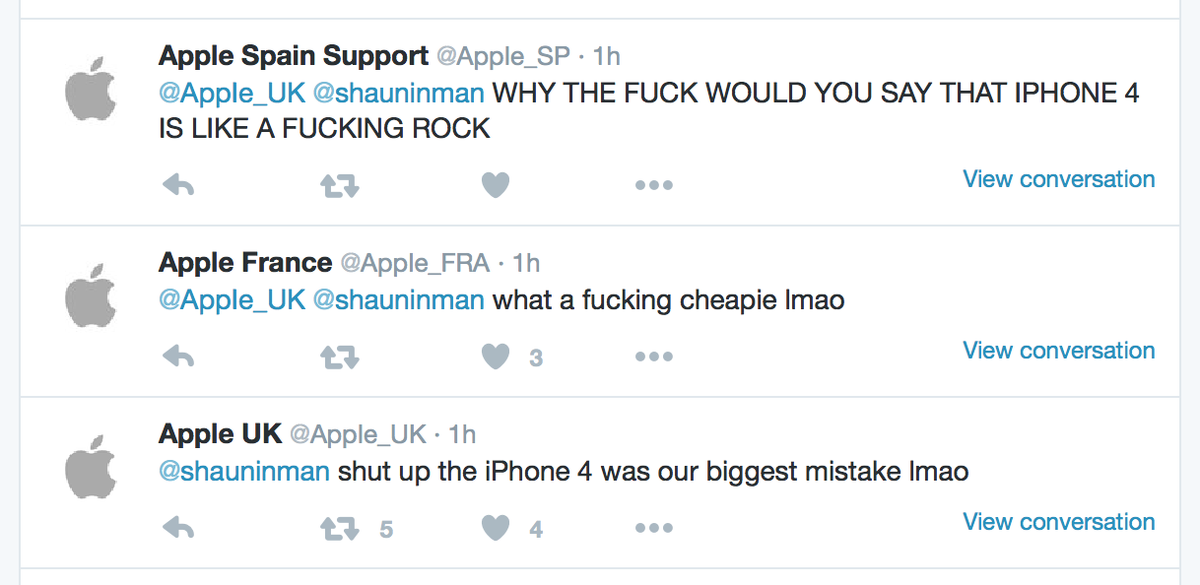 Apple Spain Support @Apple_SP · 1h
@Apple_UK @shauninman WHY THE FUCK WOULD YOU SAY THAT IPHONE 4
IS LIKE A FUCKING ROCK
View conversation
Apple France @Apple_FRA · 1h
@Apple_UK @shauninman what a fucking cheapie lmao
3
View conversation
Apple UK @Apple_UK · 1h
@shauninman shut up the iPhone 4 was our biggest mistake lmao
5 4
View conversation